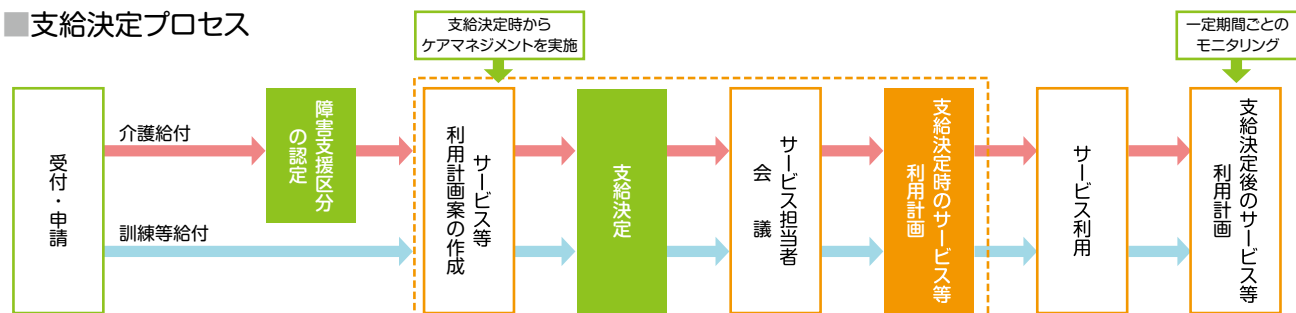 ■支給決定プロセス
支給決定時から
ケアマネジメントを実施
一定期間ごとの
モニタリング
受付・申請
介護給付
訓練等給付
障害支援区分
の認定
サービス等
利用計画案の作成
支給決定
サービス担当者
会議
支給決定時のサービス等
利用計画
サービス利用
支給決定後のサービス等
利用計画